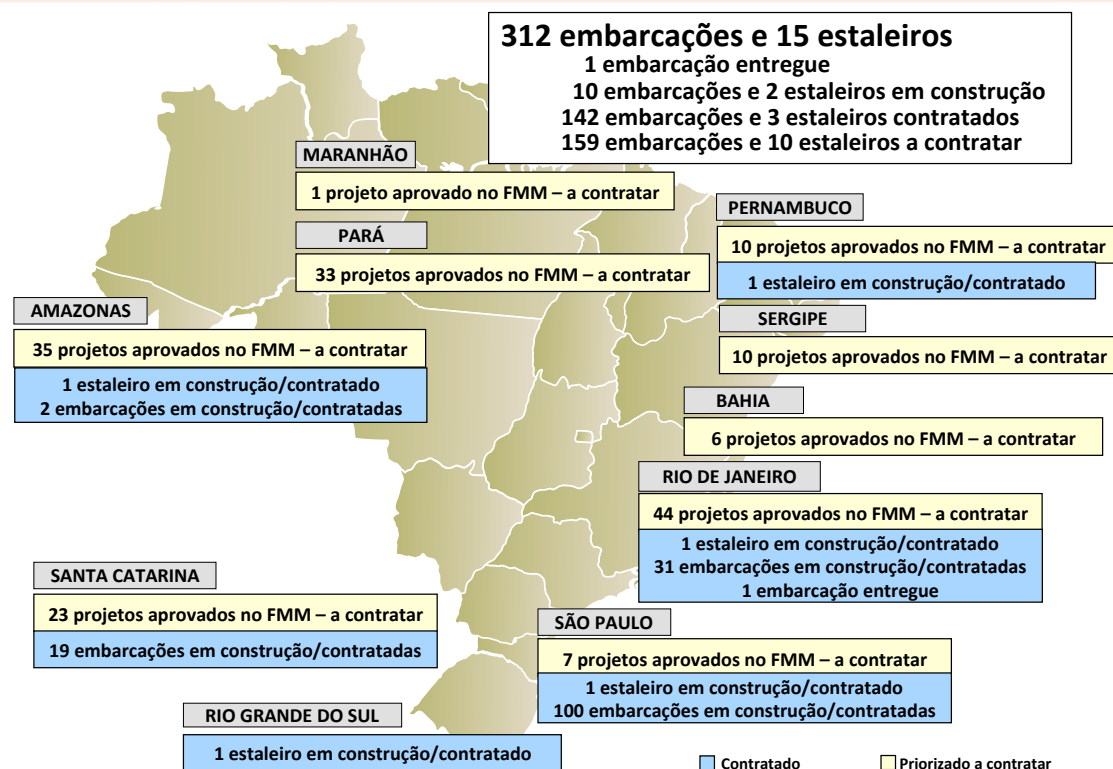 312 embarcações e 15 estaleiros
1 embarcação entregue
10 embarcações e 2 estaleiros em construção
142 embarcações e 3 estaleiros contratados
159 embarcações e 10 estaleiros a contratar
MARANHÃO
1 projeto aprovado no FMM – a contratar
PARÁ
33 projetos aprovados no FMM – a contratar
PERNAMBUCO
10 projetos aprovados no FMM – a contratar
1 estaleiro em construção/contratado
AMAZONAS
35 projetos aprovados no FMM – a contratar
1 estaleiro em construção/contratado
2 embarcações em construção/contratadas
SERGIPE
10 projetos aprovados no FMM – a contratar
BAHIA
6 projetos aprovados no FMM – a contratar
RIO DE JANEIRO
44 projetos aprovados no FMM – a contratar
1 estaleiro em construção/contratado
31 embarcações em construção/contratadas
1 embarcação entregue
SANTA CATARINA
23 projetos aprovados no FMM – a contratar
19 embarcações em construção/contratadas
SÃO PAULO
7 projetos aprovados no FMM – a contratar
1 estaleiro em construção/contratado
100 embarcações em construção/contratadas
RIO GRANDE DO SUL
1 estaleiro em construção/contratado
Contratado
Priorizado a contratar